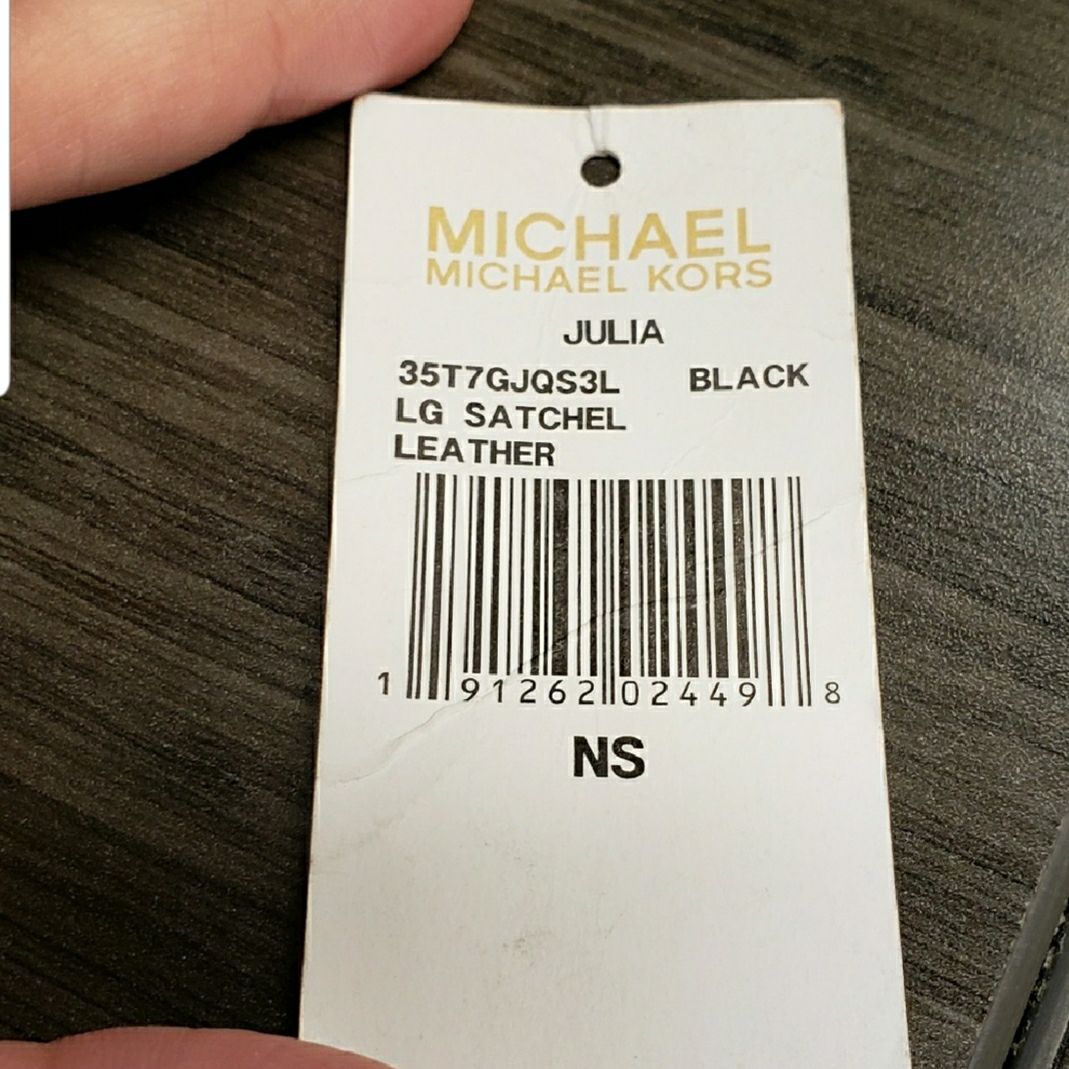 MICHAEL
MICHAEL KORS
JULIA
35T7GJQS3L BLACK
LG SATCHEL
LEATHER
1 91262 02449 8
NS